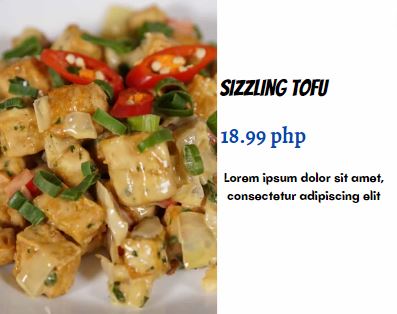 SIZZLING TOFU
18.99 php
Lorem ipsum dolor sit amet,
consectetur adipiscing elit